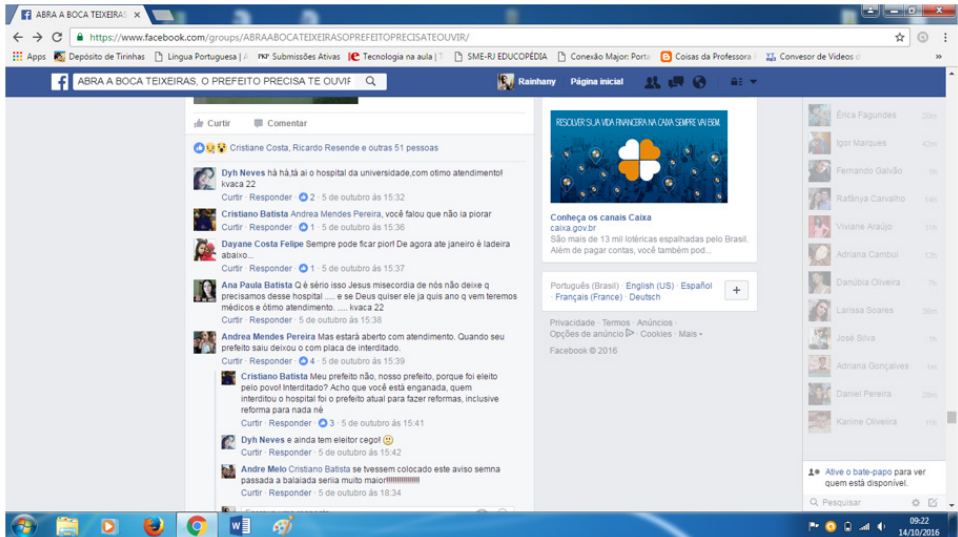 ABRA A BOCA TEIXEIRAS
https://www.facebook.com/groups/ABRAABOCATEIXEIRASOPREFEITOPRECISATEOUVIR/
Apps Depósito de Tirinhas Lingua Portuguesa | A PKP Submissões Ativas Tecnologia na aula | T SME-RJ EDUCOPÉDIA Conexão Major: Porta Coisas da Professora Convesor de Videos o »
ABRA A BOCA TEIXEIRAS, O PREFEITO PRECISA TE OUVIR Rainhany Página inicial
Curtir Comentar
Cristiane Costa, Ricardo Resende e outras 51 pessoas
Dyh Neves há hà,tà ai o hospital da universidade,com otimo atendimento!
kvaca 22
Curtir · Responder · 2 · 5 de outubro às 15:32
Cristiano Batista Andrea Mendes Pereira, você falou que não ia piorar
Curtir · Responder · 5 de outubro às 15:36
Dayane Costa Felipe Sempre pode ficar pior! De agora ate janeiro é ladeira
abaixo...
Curtir · Responder · 1 · 5 de outubro às 15:37
Ana Paula Batista Q é sério isso Jesus misecordia de nós não deixe q
precisamos desse hospital ..... e se Deus quiser ele ja quis ano q vem teremos
médicos e ótimo atendimento. ..... kvaca 22
Curtir · Responder · 5 de outubro às 15:38
Andrea Mendes Pereira Mas estará aberto com atendimento. Quando seu
prefeito saiu deixou o com placa de interditado.
Curtir · Responder · 4 · 5 de outubro às 15:39
Cristiano Batista Meu prefeito não, nosso prefeito, porque foi eleito
pelo povo! Interditado? Acho que você está enganada, quem
interditou o hospital foi o prefeito atual para fazer reformas, inclusive
reforma para nada né
Curtir · Responder · 3 · 5 de outubro às 15:41
Dyh Neves e ainda tem eleitor cego!
Curtir · Responder · 5 de outubro às 15:42
Andre Melo Cristiano Batista se tvessem colocado este aviso semna
passada a balaiada seriia muito maior!!!!!!!!!!!!!!!!
Curtir · Responder · 5 de outubro às 18:34
RESOLVER SUA VIDA FINANCEIRA NA CAIXA SEMPRE VAI BEM.
Conheça os canais Caixa
caixa.gov.br
São mais de 13 mil lotéricas espalhadas pelo Brasil.
Além de pagar contas, você também pod...
Português (Brasil) · English (US) · Español
· Français (France) · Deutsch
+
Privacidade · Termos · Anúncios ·
Opções de anúncio · Cookies · Mais
Facebook © 2016
Érica Fagundes
Igor Marques 42m
Fernando Galvão 1h
Rafânya Carvalho 14h
Viviane Araújo 11h
Adriana Cambui 12h
Danúbia Oliveira 7h
Larissa Soares
José Silva
Adriana Gonçalves
Daniel Pereira
Karine Oliveira 11h
Ative o bate-papo para ver
quem está disponível.
Pesquisar
09:22
14/10/2016